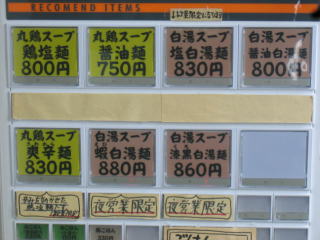 RECOMEND ITEMS
丸鶏スープ
鶏塩麺
800円
丸鶏スープ
醤油麺
750円
白湯スープ
塩白湯麺
830円
白湯スープ
醤油白湯麺
800
丸鶏スープ
爽辛麺
830円
白湯スープ
蝦白湯麺
880円
白湯スープ
漆黒白湯麺
860円
夜営業限定
夜営業限定